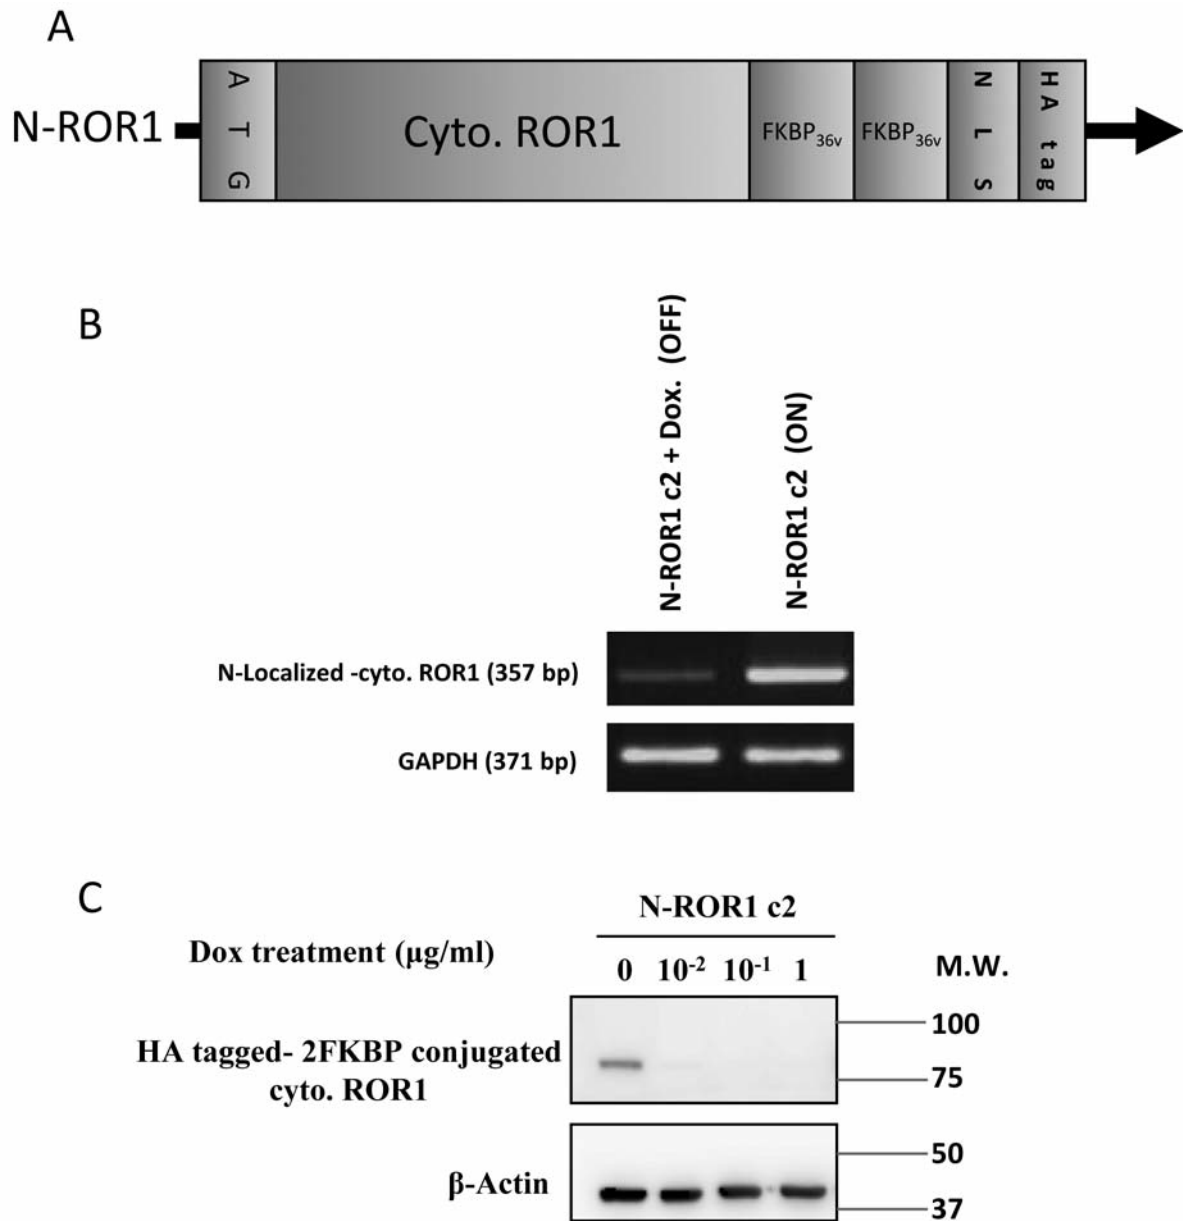 A
N-ROR1
ATG
Cyto. ROR1
FKBP36v
FKBP36v
NLS
HA tag
B
N-ROR1 c2 + Dox. (OFF)
N-ROR1 c2 (ON)
N-Localized -cyto. ROR1 (357 bp)
GAPDH (371 bp)
C
N-ROR1 c2
Dox treatment (µg/ml)
0 10⁻² 10⁻¹ 1
M.W.
HA tagged- 2FKBP conjugated
cyto. ROR1
100
75
β-Actin
50
37